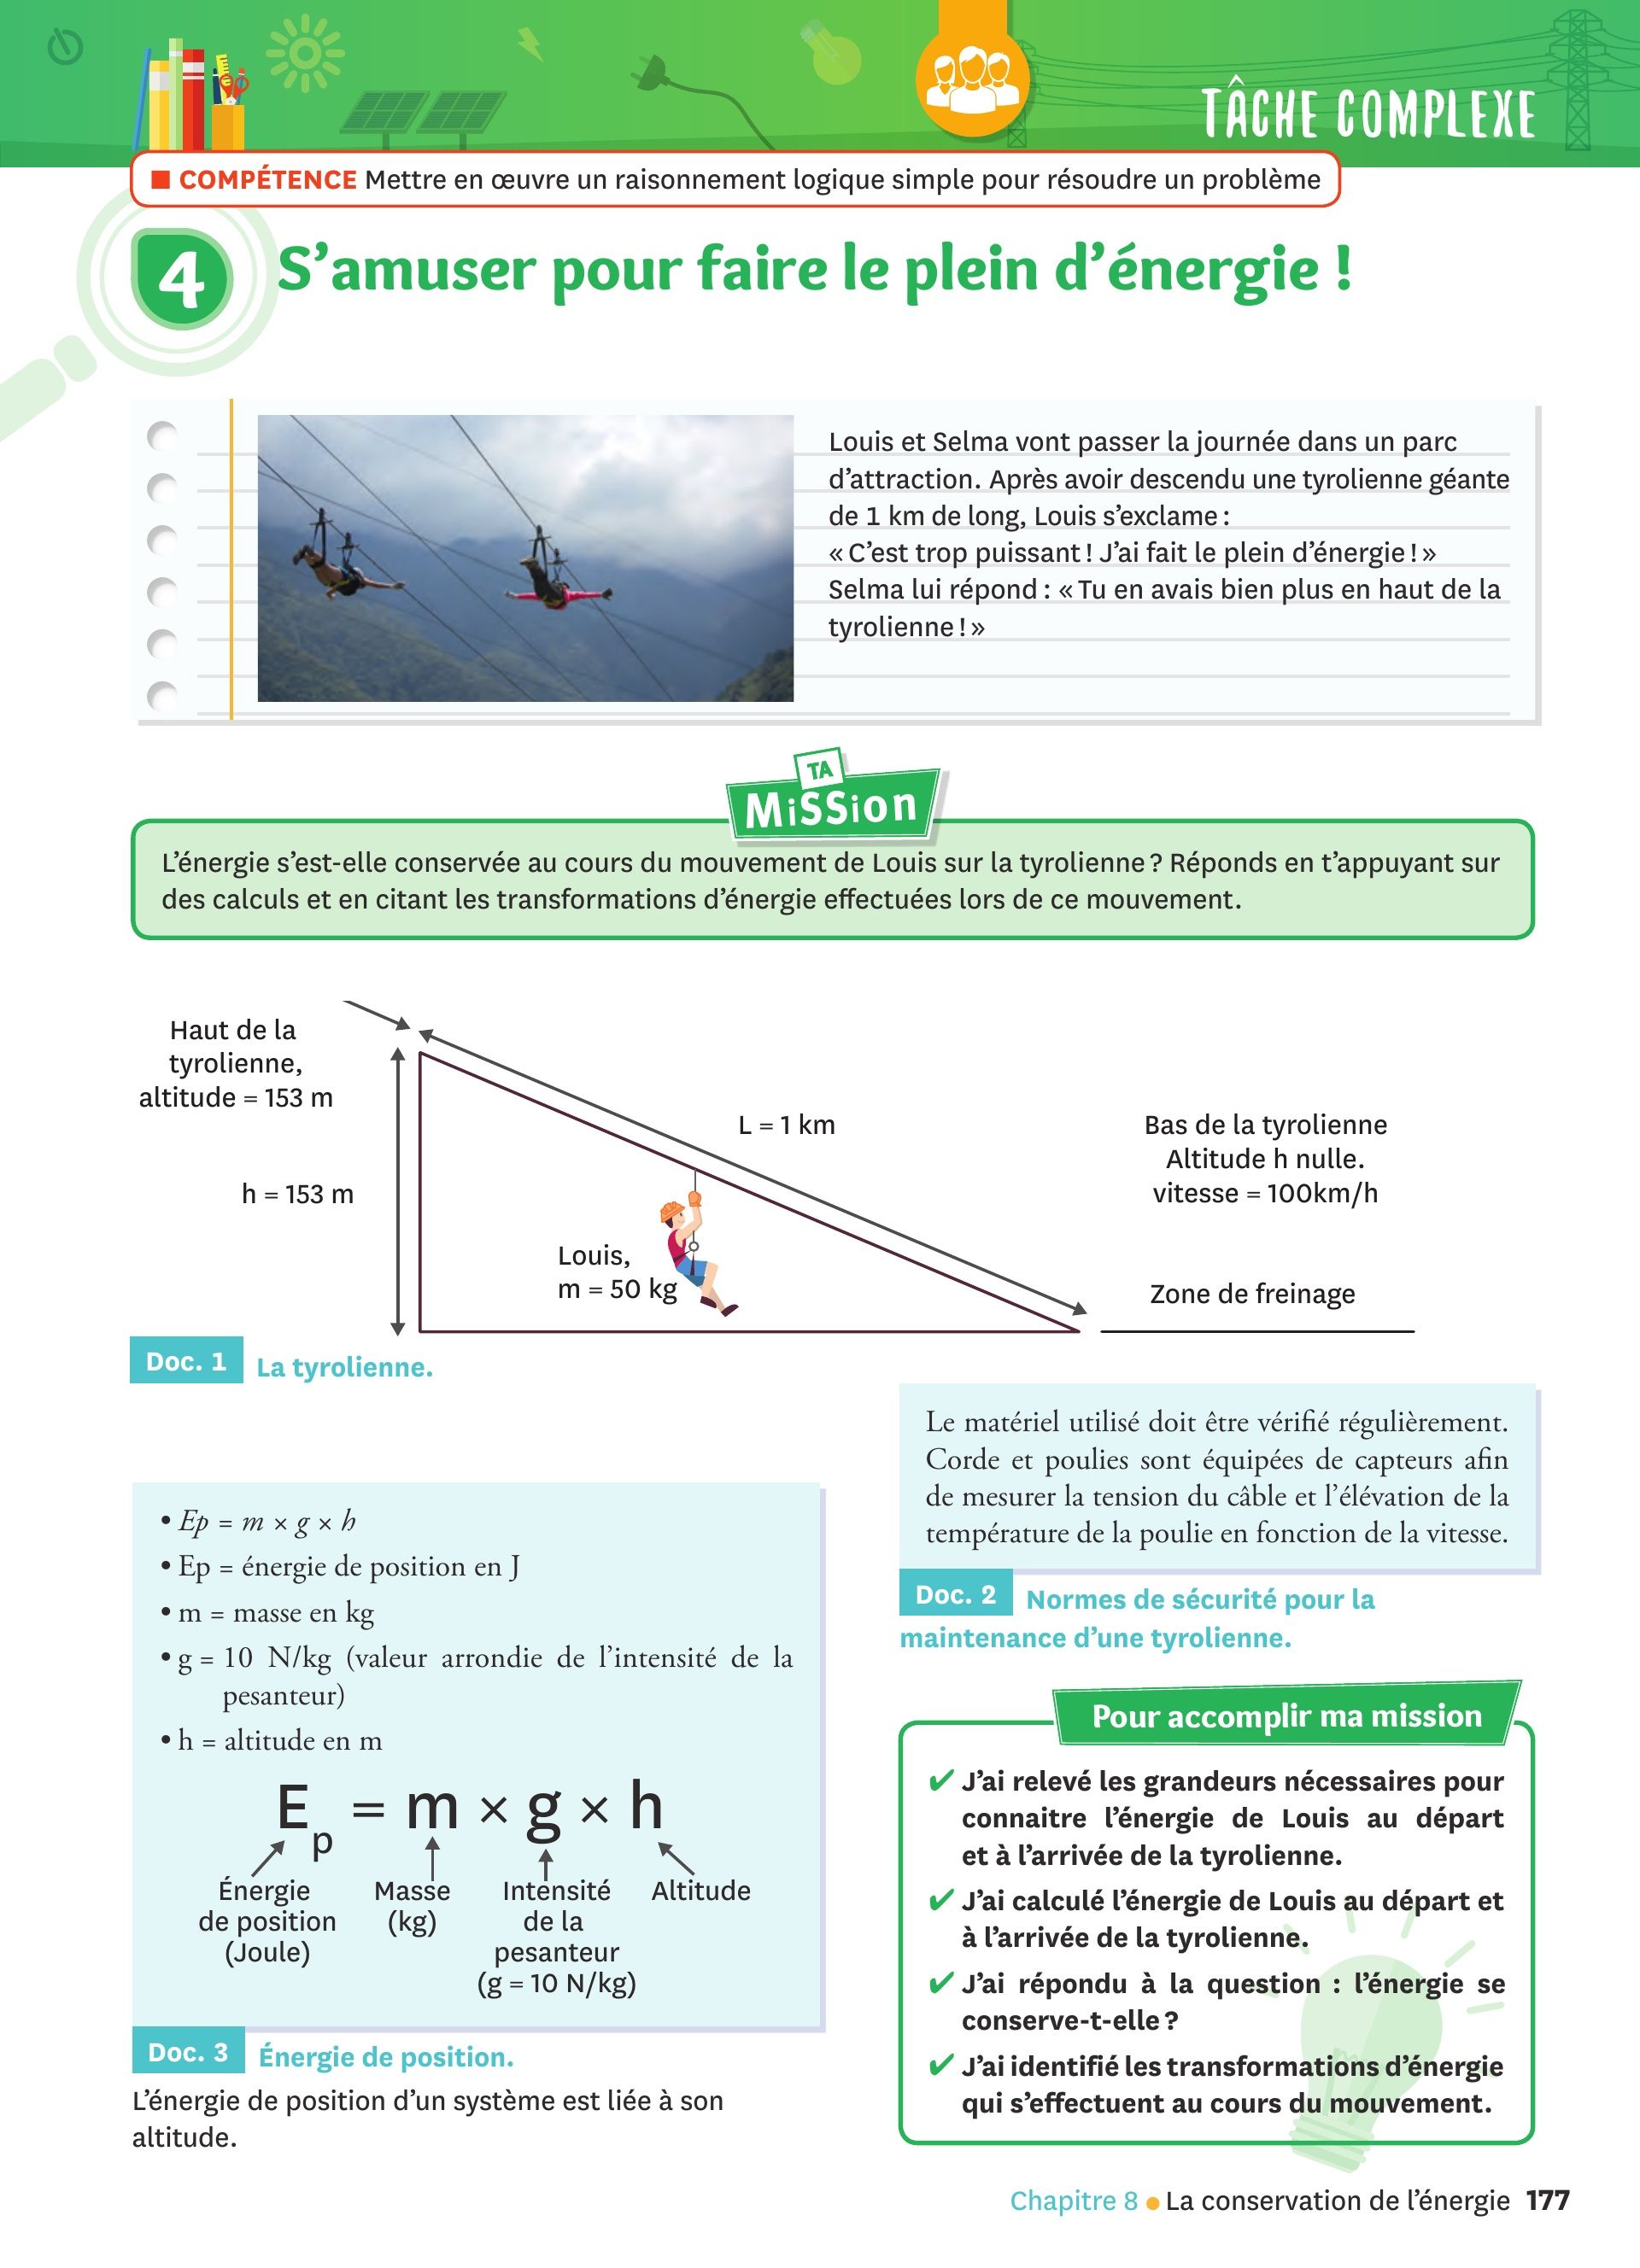 TÂCHE COMPLEXE
COMPÉTENCE Mettre en œuvre un raisonnement logique simple pour résoudre un problème
4 S'amuser pour faire le plein d'énergie !
Louis et Selma vont passer la journée dans un parc
d'attraction. Après avoir descendu une tyrolienne géante
de 1 km de long, Louis s'exclame :
« C'est trop puissant ! J'ai fait le plein d'énergie ! »
Selma lui répond : « Tu en avais bien plus en haut de la
tyrolienne ! »
TA
MiSSion
L'énergie s'est-elle conservée au cours du mouvement de Louis sur la tyrolienne ? Réponds en t'appuyant sur
des calculs et en citant les transformations d'énergie effectuées lors de ce mouvement.
Haut de la
tyrolienne,
altitude = 153 m
L = 1 km
Bas de la tyrolienne
Altitude h nulle.
vitesse = 100km/h
h = 153 m
Louis,
m = 50 kg
Zone de freinage
Doc. 1 La tyrolienne.
Le matériel utilisé doit être vérifié régulièrement.
Corde et poulies sont équipées de capteurs afin
de mesurer la tension du câble et l'élévation de la
température de la poulie en fonction de la vitesse.
Doc. 2 Normes de sécurité pour la
maintenance d'une tyrolienne.
• Ep = m × g × h
• Ep = énergie de position en J
• m = masse en kg
• g = 10 N/kg (valeur arrondie de l'intensité de la
pesanteur)
• h = altitude en m
Ep = m × g × h
Énergie
de position
(Joule)
Masse
(kg)
Intensité
de la
pesanteur
(g = 10 N/kg)
Altitude
Doc. 3 Énergie de position.
L'énergie de position d'un système est liée à son
altitude.
Pour accomplir ma mission
✔ J'ai relevé les grandeurs nécessaires pour
connaitre l'énergie de Louis au départ
et à l'arrivée de la tyrolienne.
✔ J'ai calculé l'énergie de Louis au départ et
à l'arrivée de la tyrolienne.
✔ J'ai répondu à la question : l'énergie se
conserve-t-elle ?
✔ J'ai identifié les transformations d'énergie
qui s'effectuent au cours du mouvement.
Chapitre 8 • La conservation de l'énergie 177